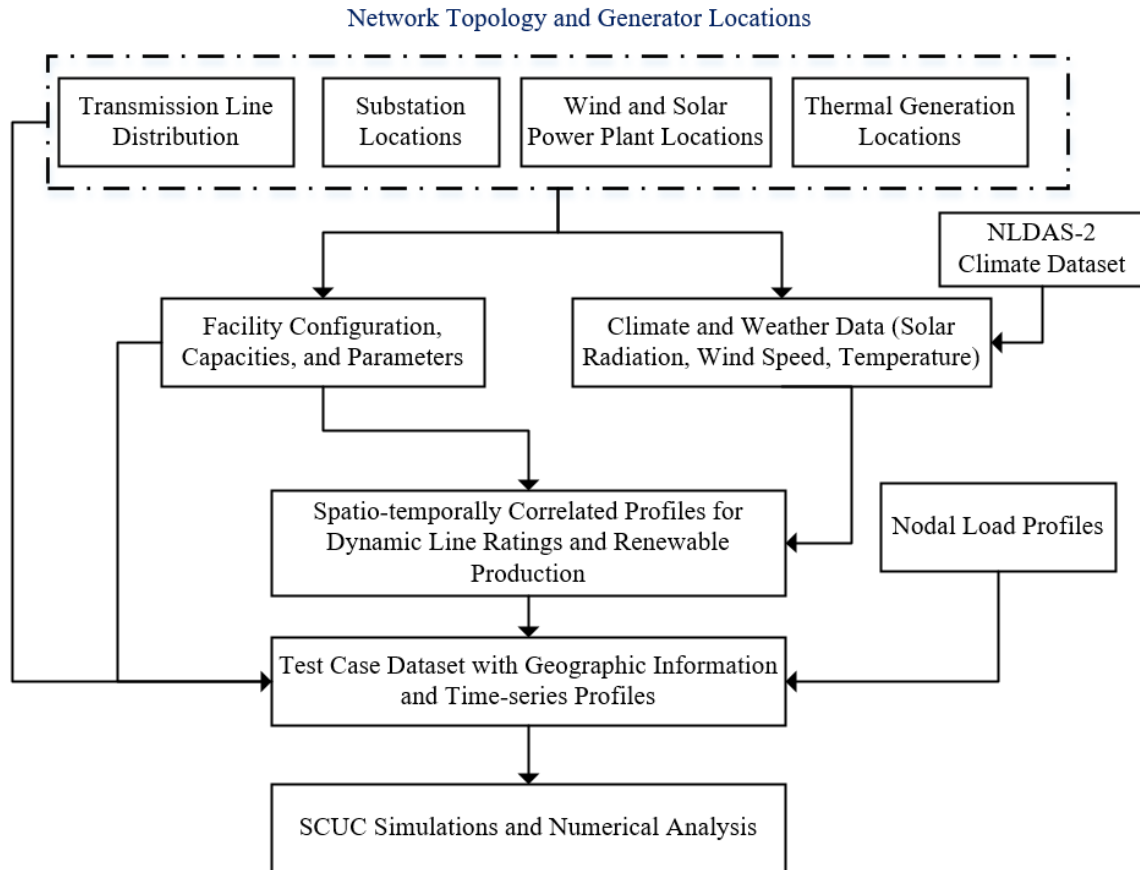 Network Topology and Generator Locations
Transmission Line
Distribution
Substation
Locations
Wind and Solar
Power Plant Locations
Thermal Generation
Locations
NLDAS-2
Climate Dataset
Facility Configuration,
Capacities, and Parameters
Climate and Weather Data (Solar
Radiation, Wind Speed, Temperature)
Spatio-temporally Correlated Profiles for
Dynamic Line Ratings and Renewable
Production
Nodal Load Profiles
Test Case Dataset with Geographic Information
and Time-series Profiles
SCUC Simulations and Numerical Analysis